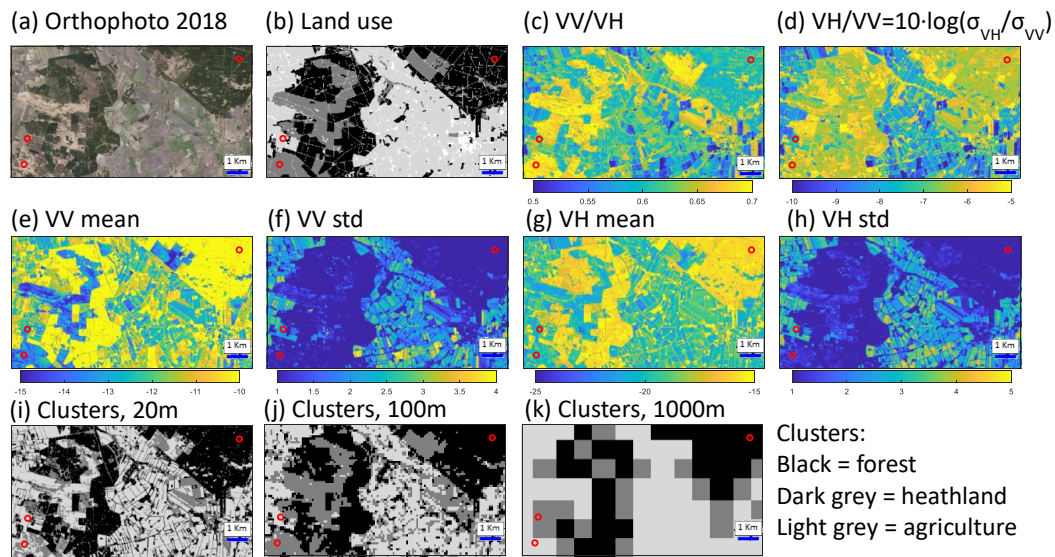 (a) Orthophoto 2018
(b) Land use
(c) VV/VH
(d) VH/VV=10·log(σVH/σVV)
1 Km
1 Km
1 Km
1 Km
0.5 0.55 0.6 0.65 0.7
-10 -9 -8 -7 -6 -5
(e) VV mean
(f) VV std
(g) VH mean
(h) VH std
1 Km
1 Km
1 Km
1 Km
-15 -14 -13 -12 -11 -10
1 1.5 2 2.5 3 3.5 4
-25 -20 -15
1 2 3 4 5
(i) Clusters, 20m
(j) Clusters, 100m
(k) Clusters, 1000m
1 Km
1 Km
1 Km
Clusters:
Black = forest
Dark grey = heathland
Light grey = agriculture